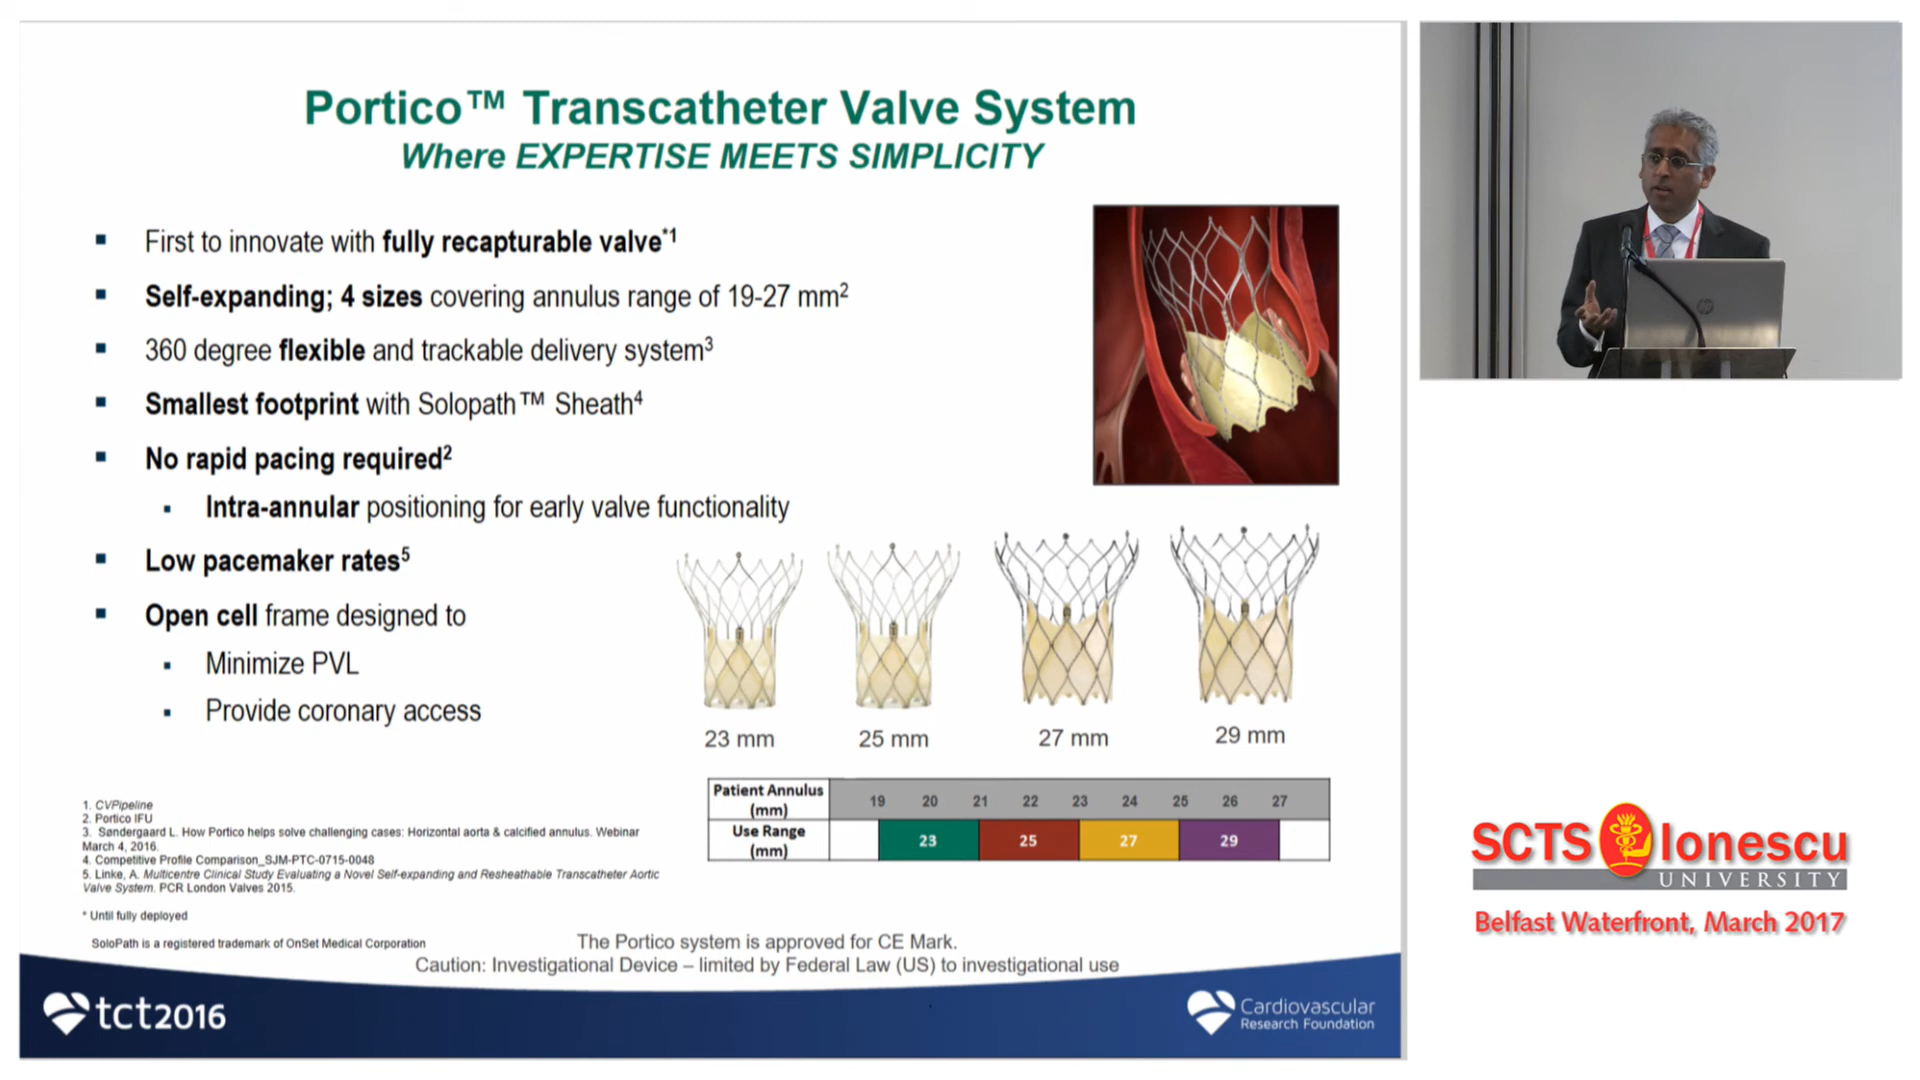 Portico™ Transcatheter Valve System
Where EXPERTISE MEETS SIMPLICITY
First to innovate with fully recapturable valve*1
Self-expanding; 4 sizes covering annulus range of 19-27 mm2
360 degree flexible and trackable delivery system3
Smallest footprint with Solopath™ Sheath4
No rapid pacing required2
Intra-annular positioning for early valve functionality
Low pacemaker rates5
Open cell frame designed to
Minimize PVL
Provide coronary access
23 mm
25 mm
27 mm
29 mm
Patient Annulus
(mm)
19 20 21 22 23 24 25 26 27
Use Range
(mm)
23 25 27 29
1. CVPipeline
2. Portico IFU
3. Søndergaard L. How Portico helps solve challenging cases: Horizontal aorta & calcified annulus. Webinar
March 4, 2016.
4. Competitive Profile Comparison_SJM-PTC-0715-0048
5. Linke, A. Multicentre Clinical Study Evaluating a Novel Self-expanding and Resheathable Transcatheter Aortic
Valve System. PCR London Valves 2015.
* Until fully deployed
SoloPath is a registered trademark of OnSet Medical Corporation
The Portico system is approved for CE Mark.
Caution: Investigational Device – limited by Federal Law (US) to investigational use
tct2016
Cardiovascular
Research Foundation
hp
SCTS Ionescu
UNIVERSITY
Belfast Waterfront, March 2017